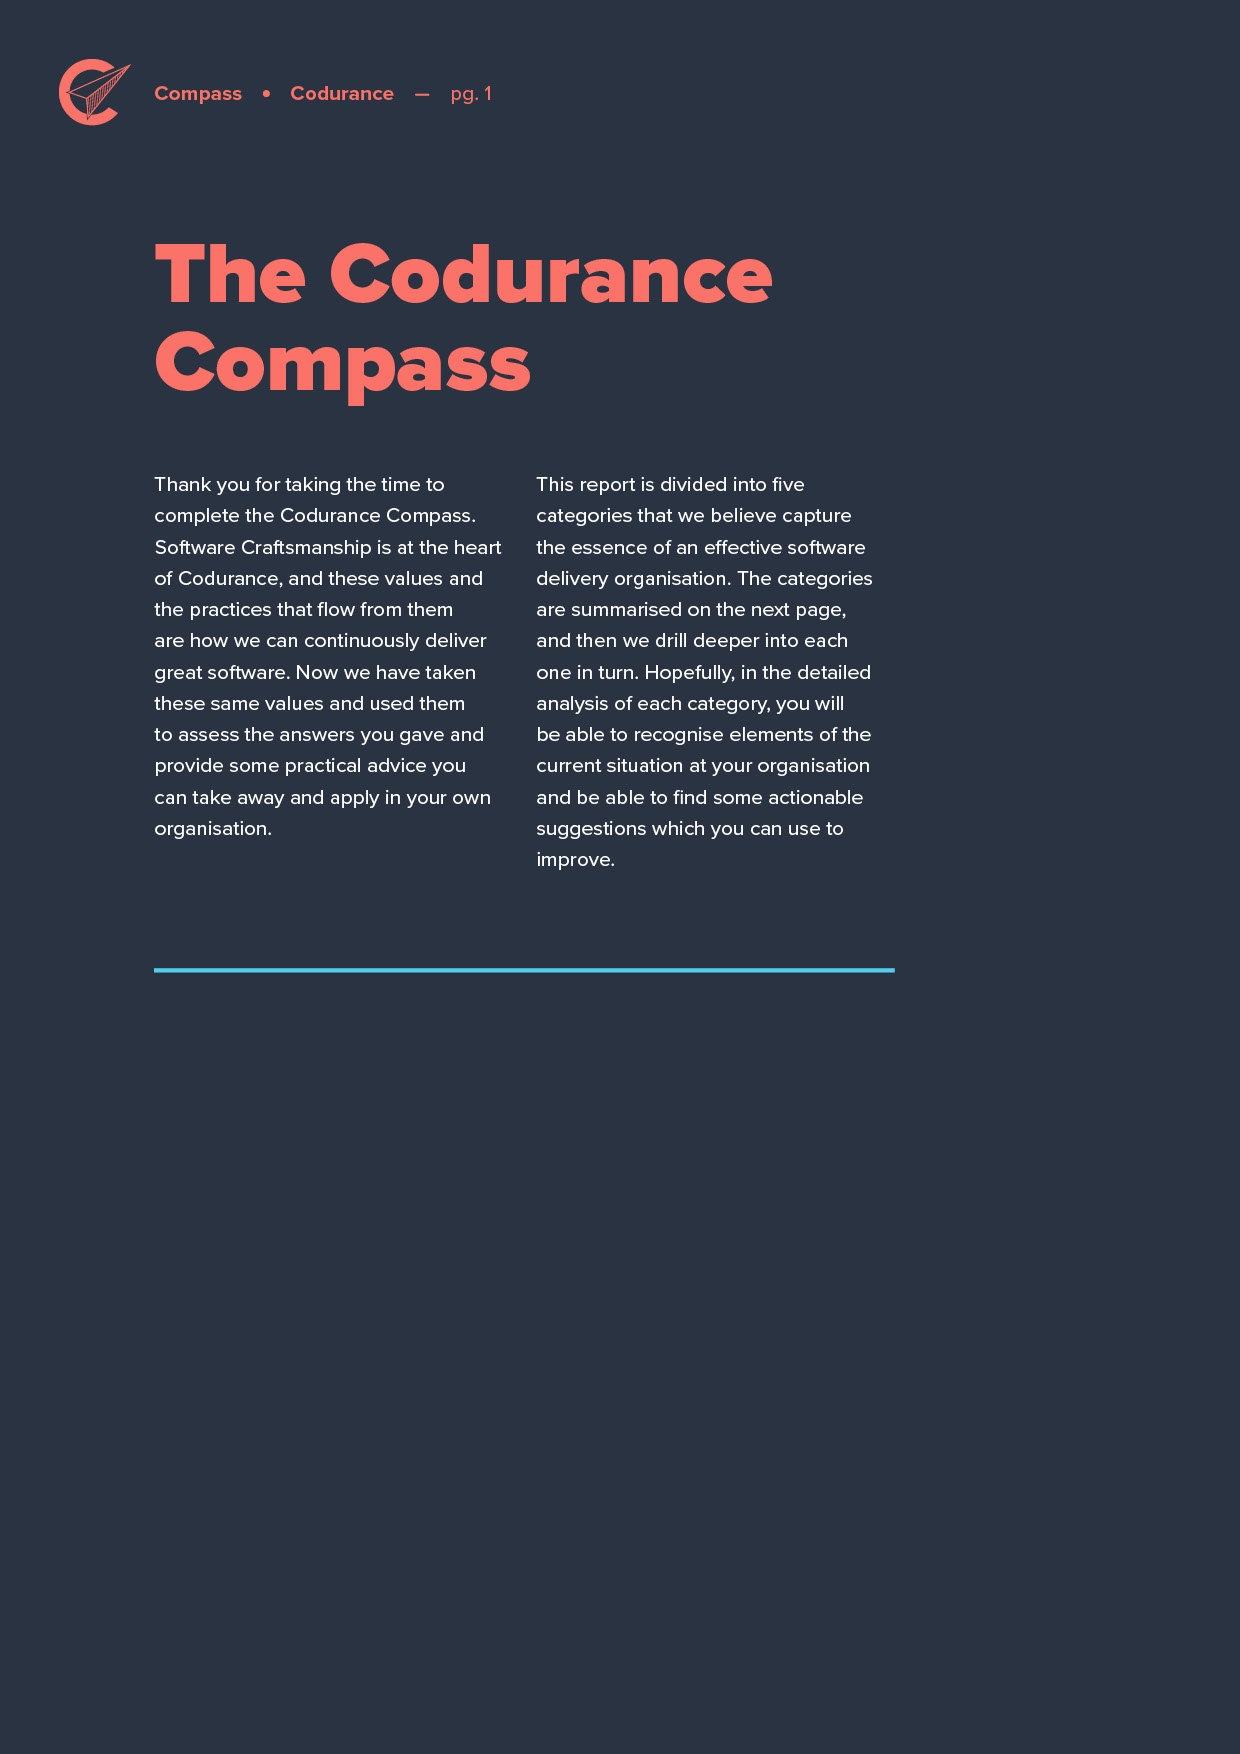 Compass • Codurance — pg. 1
The Codurance
Compass
Thank you for taking the time to
complete the Codurance Compass.
Software Craftsmanship is at the heart
of Codurance, and these values and
the practices that flow from them
are how we can continuously deliver
great software. Now we have taken
these same values and used them
to assess the answers you gave and
provide some practical advice you
can take away and apply in your own
organisation.
This report is divided into five
categories that we believe capture
the essence of an effective software
delivery organisation. The categories
are summarised on the next page,
and then we drill deeper into each
one in turn. Hopefully, in the detailed
analysis of each category, you will
be able to recognise elements of the
current situation at your organisation
and be able to find some actionable
suggestions which you can use to
improve.